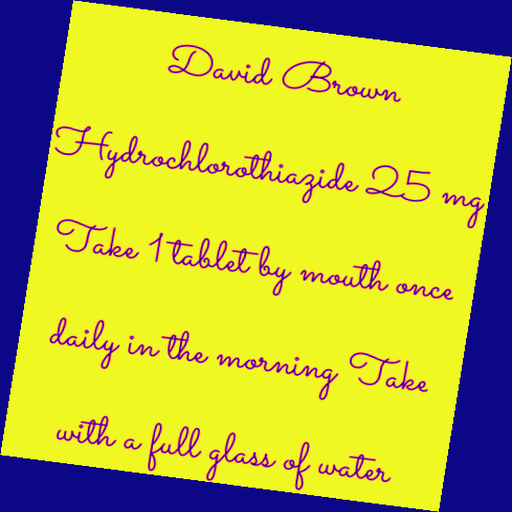 David Brown
Hydrochlorothiazide 25 mg
Take 1 tablet by mouth once
daily in the morning Take
with a full glass of water